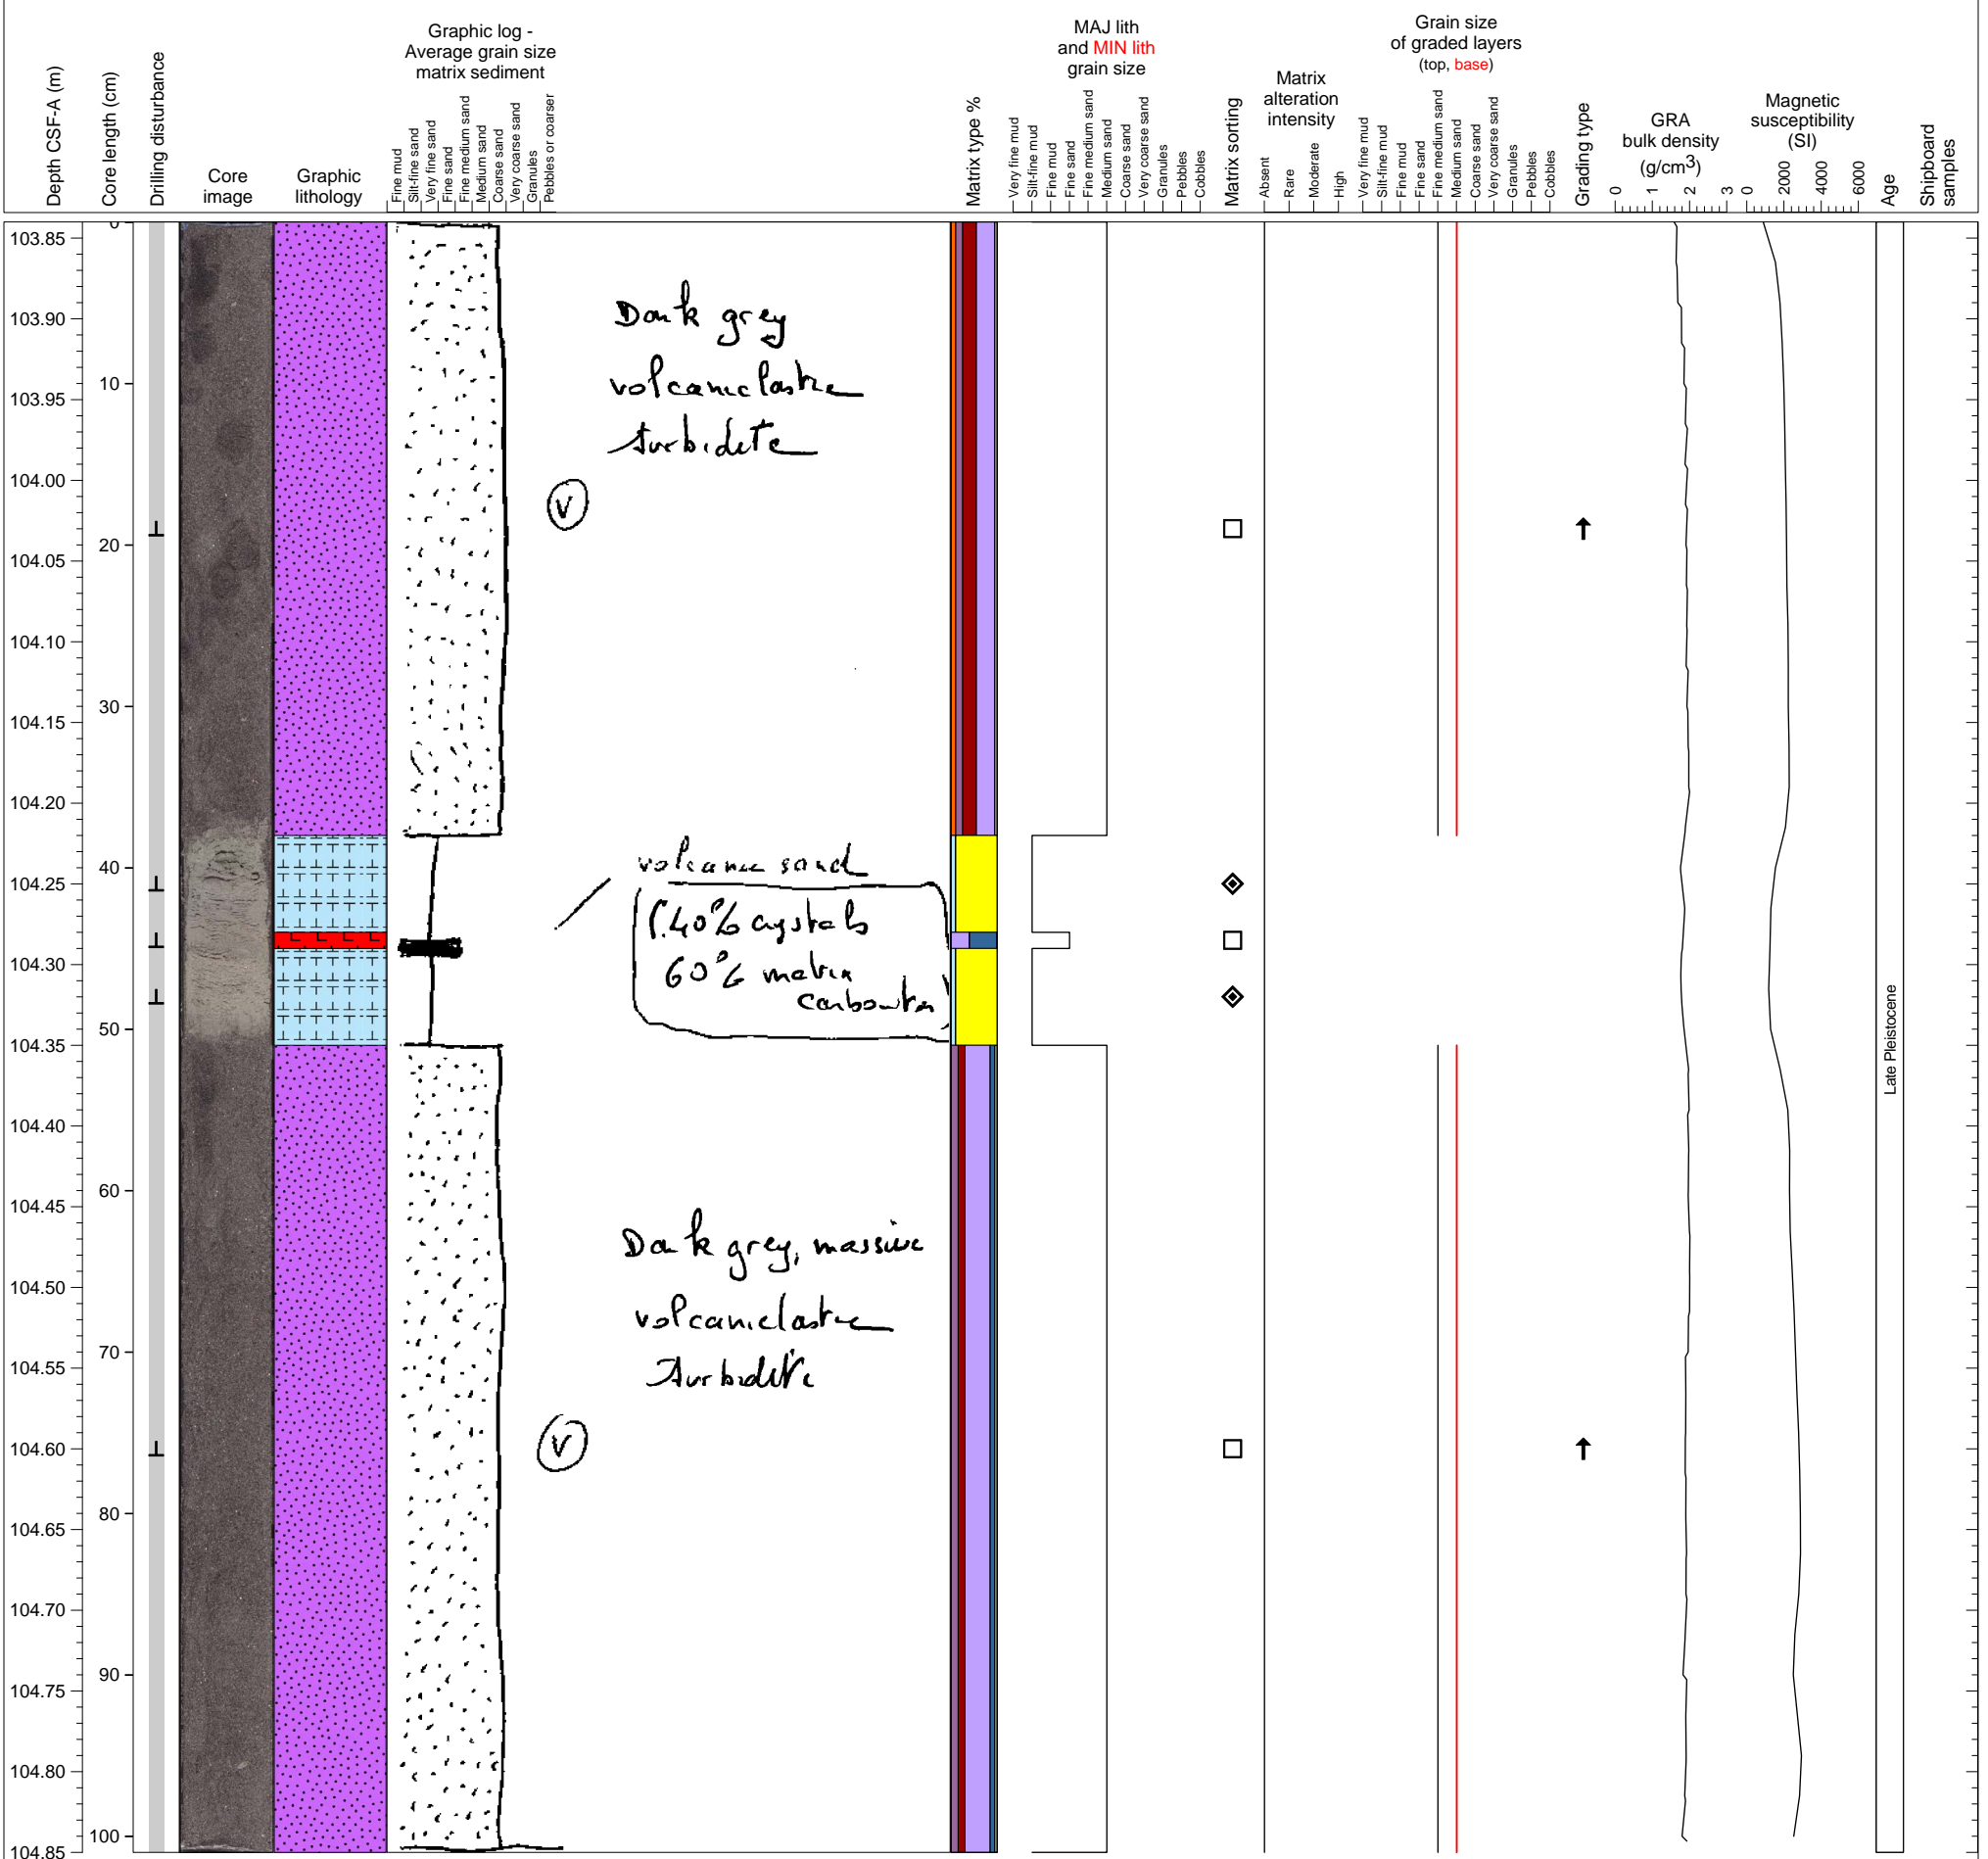 Graphic log -
Average grain size
matrix sediment
MAJ lith
and MIN lith
grain size
Grain size
of graded layers
(top, base)
Matrix
alteration
intensity
GRA
bulk density
(g/cm3)
Magnetic
susceptibility
(SI)
Depth CSF-A (m)
Core length (cm)
Drilling disturbance
Core
image
Graphic
lithology
Fine mud
Silt-fine sand
Very fine sand
Fine sand
Fine medium sand
Medium sand
Coarse sand
Very coarse sand
Granules
Pebbles or coarser
Matrix type %
Very fine mud
Silt-fine mud
Fine mud
Fine sand
Fine medium sand
Medium sand
Coarse sand
Very coarse sand
Granules
Pebbles
Cobbles
Matrix sorting
Absent
Rare
Moderate
High
Very fine mud
Silt-fine mud
Fine mud
Fine sand
Fine medium sand
Medium sand
Coarse sand
Very coarse sand
Granules
Pebbles
Cobbles
Grading type
0 1 2 3
0 2000 4000 6000
Age
Shipboard
samples
0
103.85
103.90
Dark grey
10
volcaniclastic
103.95
turbidite
104.00
V
20
104.05
104.10
30
104.15
104.20
volcanic sand
40
104.25
40% crystals
60% matrix
104.30
50
104.35
Late Pleistocene
104.40
60
104.45
Dark grey, massive
104.50
volcaniclastic
70
104.55
Turbidite
V
104.60
80
104.65
104.70
90
104.75
104.80
100
104.85